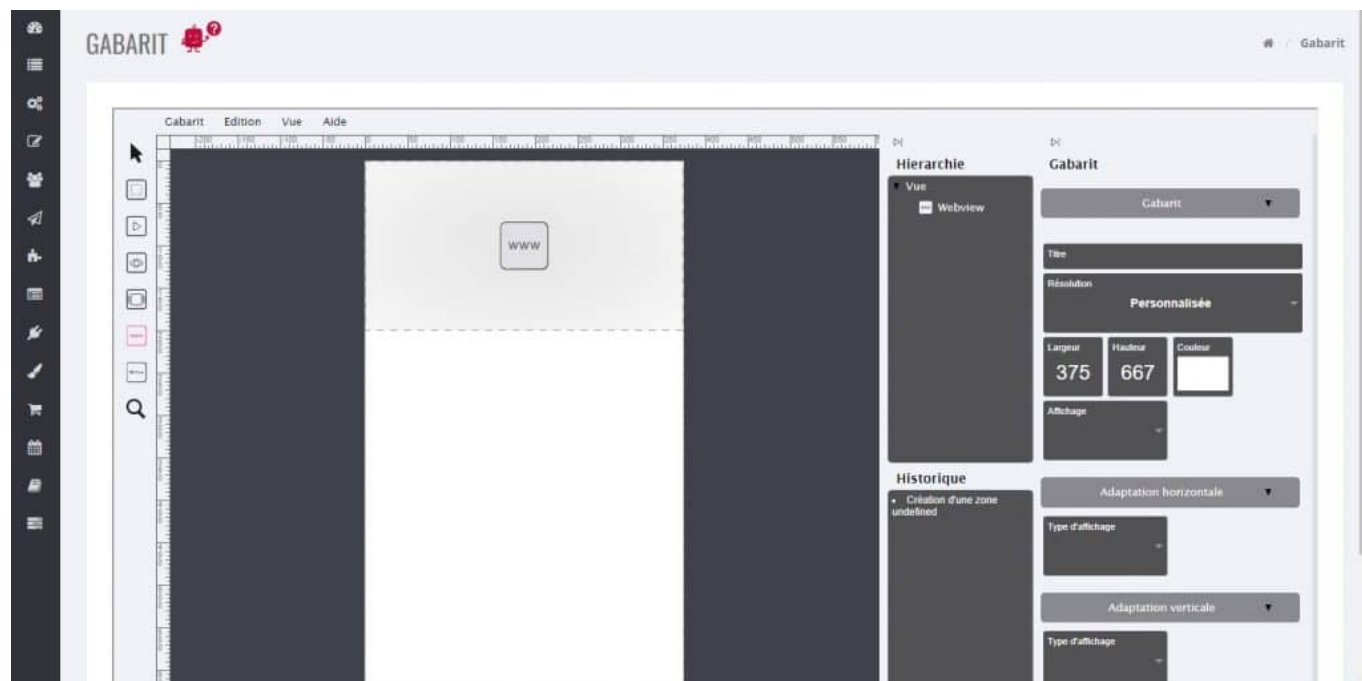 GABARIT
Gabarit
Gabarit Edition Vue Aide
Hierarchie
Vue
Webview
www
Historique
Création d'une zone
undefined
Gabarit
Gabarit
Titre
Résolution
Personnalisée
Largeur Hauteur Couleur
375 667
Affichage
Adaptation horizontale
Type d'affichage
Adaptation verticale
Type d'affichage